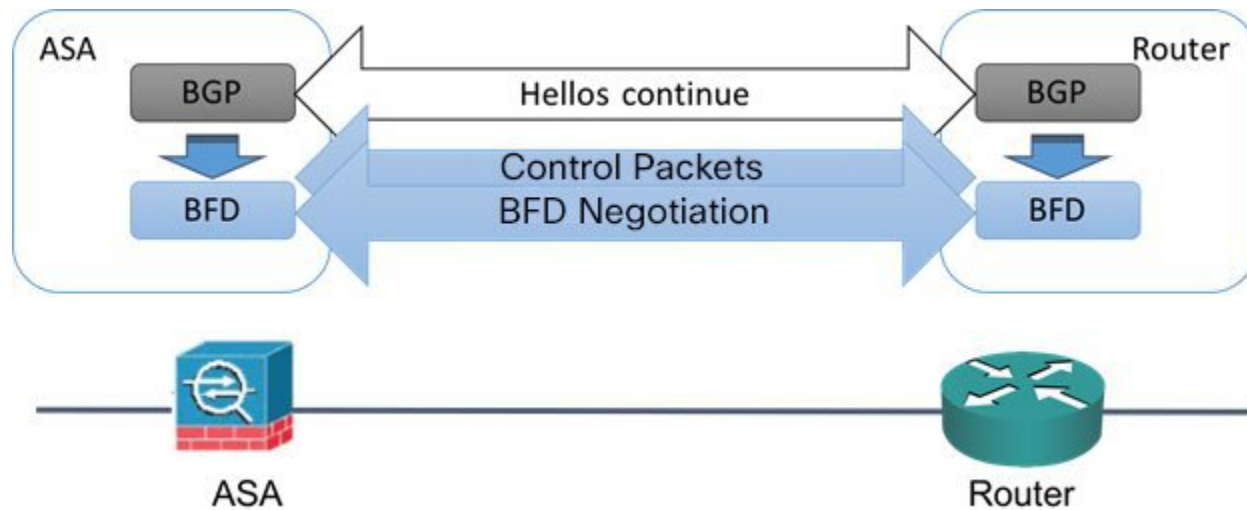 ASA
Router
BGP
Hellos continue
BGP
Control Packets
BFD
BFD Negotiation
BFD
ASA
Router